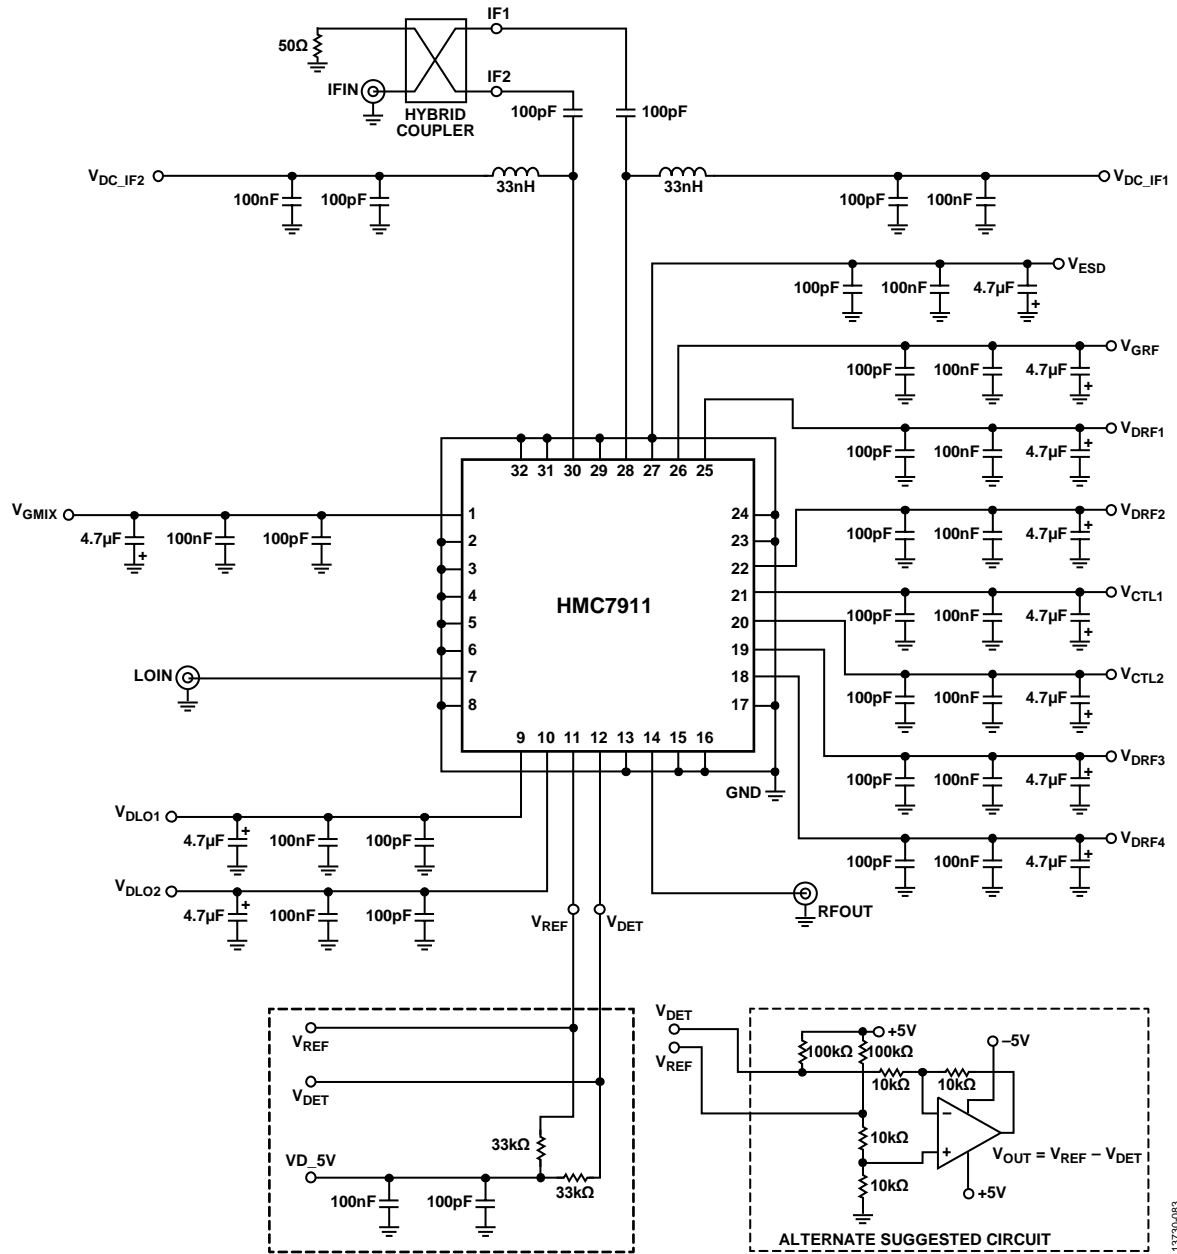 IF1
50Ω
IFIN
IF2
HYBRID
COUPLER
100pF
100pF
VDC_IF2
33nH
33nH
VDC_IF1
100nF
100pF
100pF
100nF
VESD
100pF
100nF
4.7µF
+
VGRF
100pF
100nF
4.7µF
+
VDRF1
100pF
100nF
4.7µF
+
32
31
30
29
28
27
26
25
VGMIX
4.7µF
+
100nF
100pF
1
2
3
4
5
6
7
8
HMC7911
24
23
22
21
20
19
18
17
VDRF2
100pF
100nF
4.7µF
+
VCTL1
100pF
100nF
4.7µF
+
LOIN
VCTL2
100pF
100nF
4.7µF
+
9
10
11
12
13
14
15
16
GND
VDRF3
100pF
100nF
4.7µF
+
VDLO1
4.7µF
+
100nF
100pF
VDRF4
100pF
100nF
4.7µF
+
VDLO2
4.7µF
+
100nF
100pF
VREF
VDET
RFOUT
VREF
VDET
33kΩ
VD_5V
33kΩ
100nF
100pF
VDET
VREF
+5V
–5V
100kΩ
100kΩ
10kΩ
10kΩ
–
+
10kΩ
10kΩ
VOUT = VREF – VDET
+5V
ALTERNATE SUGGESTED CIRCUIT
13730-083